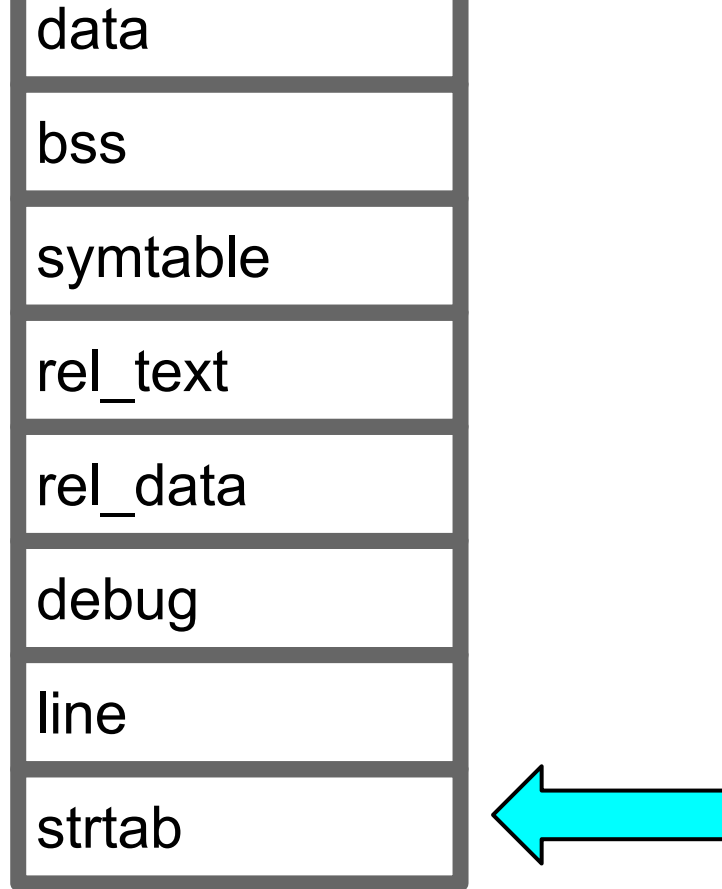 data
bss
symtable
rel_text
rel_data
debug
line
strtab